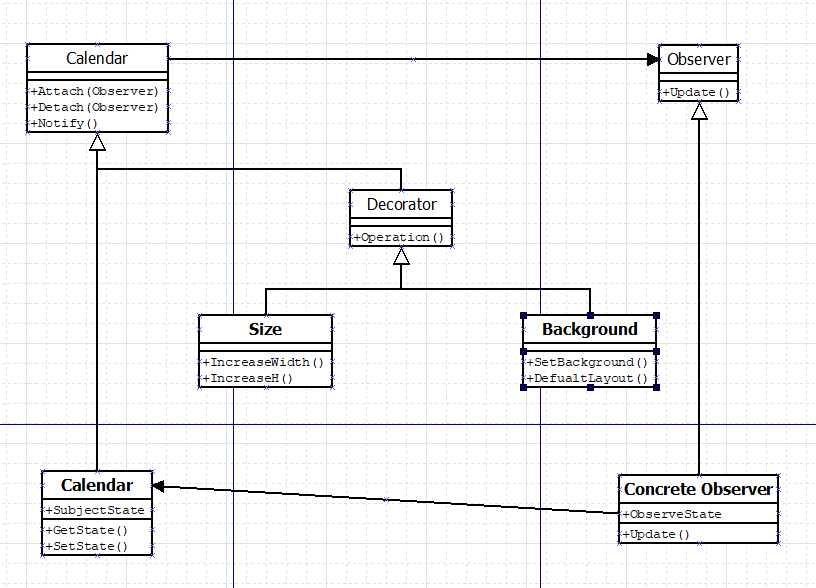 Calendar
+Attach(Observer)
+Detach(Observer)
+Notify()
Observer
+Update()
Decorator
+Operation()
Size
+IncreaseWidth()
+IncreaseH()
Background
+SetBackground()
+DefualtLayout()
Calendar
+SubjectState
+GetState()
+SetState()
Concrete Observer
+ObserveState
+Update()